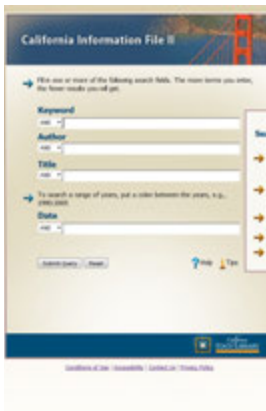 California Information File II
Fill in one or more of the following search fields. The more terms you enter,
the fewer results you will get.
Keyword
Author
Title
To search a range of years, put a colon between the years, e.g.,
Date
Submit Query Reset
Help Tips
California
State Library
Conditions of Use | Accessibility | Contact Us | Privacy Policy